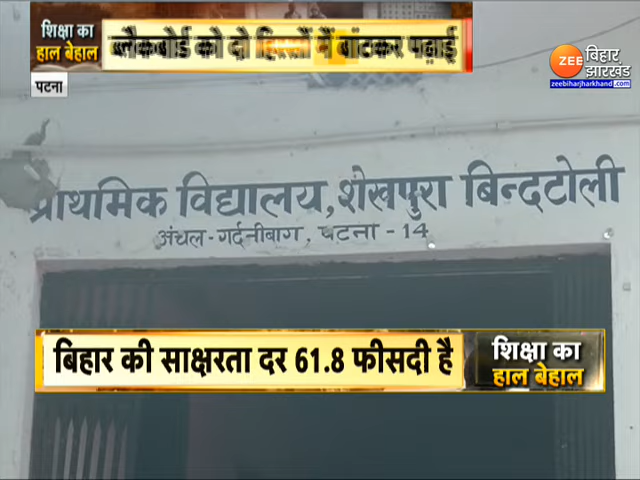 शिक्षा का
हाल बेहाल
ब्लैकबोर्ड को दो हिस्सों में बांटकर पढ़ाई
ZEE बिहार झारखंड
zeebiharjharkhand.com
पटना
प्राथमिक विद्यालय, शेखपुरा बिन्दटोली
अंचल-गर्दनीबाग, पटना - 14
बिहार की साक्षरता दर 61.8 फीसदी है
शिक्षा का
हाल बेहाल